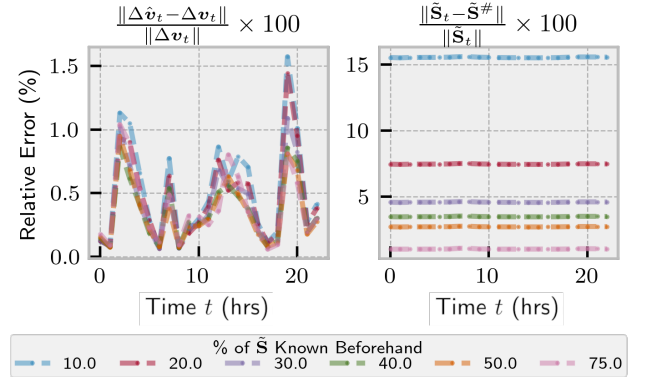 ‖Δv̂ₜ−Δvₜ‖ / ‖Δvₜ‖ × 100
‖S̃ₜ−S̃^#‖ / ‖S̃ₜ‖ × 100
Relative Error (%)
1.5
1.0
0.5
0.0
0 10 20
Time t (hrs)
15
10
5
0 10 20
Time t (hrs)
% of S̃ Known Beforehand
10.0 20.0 30.0 40.0 50.0 75.0